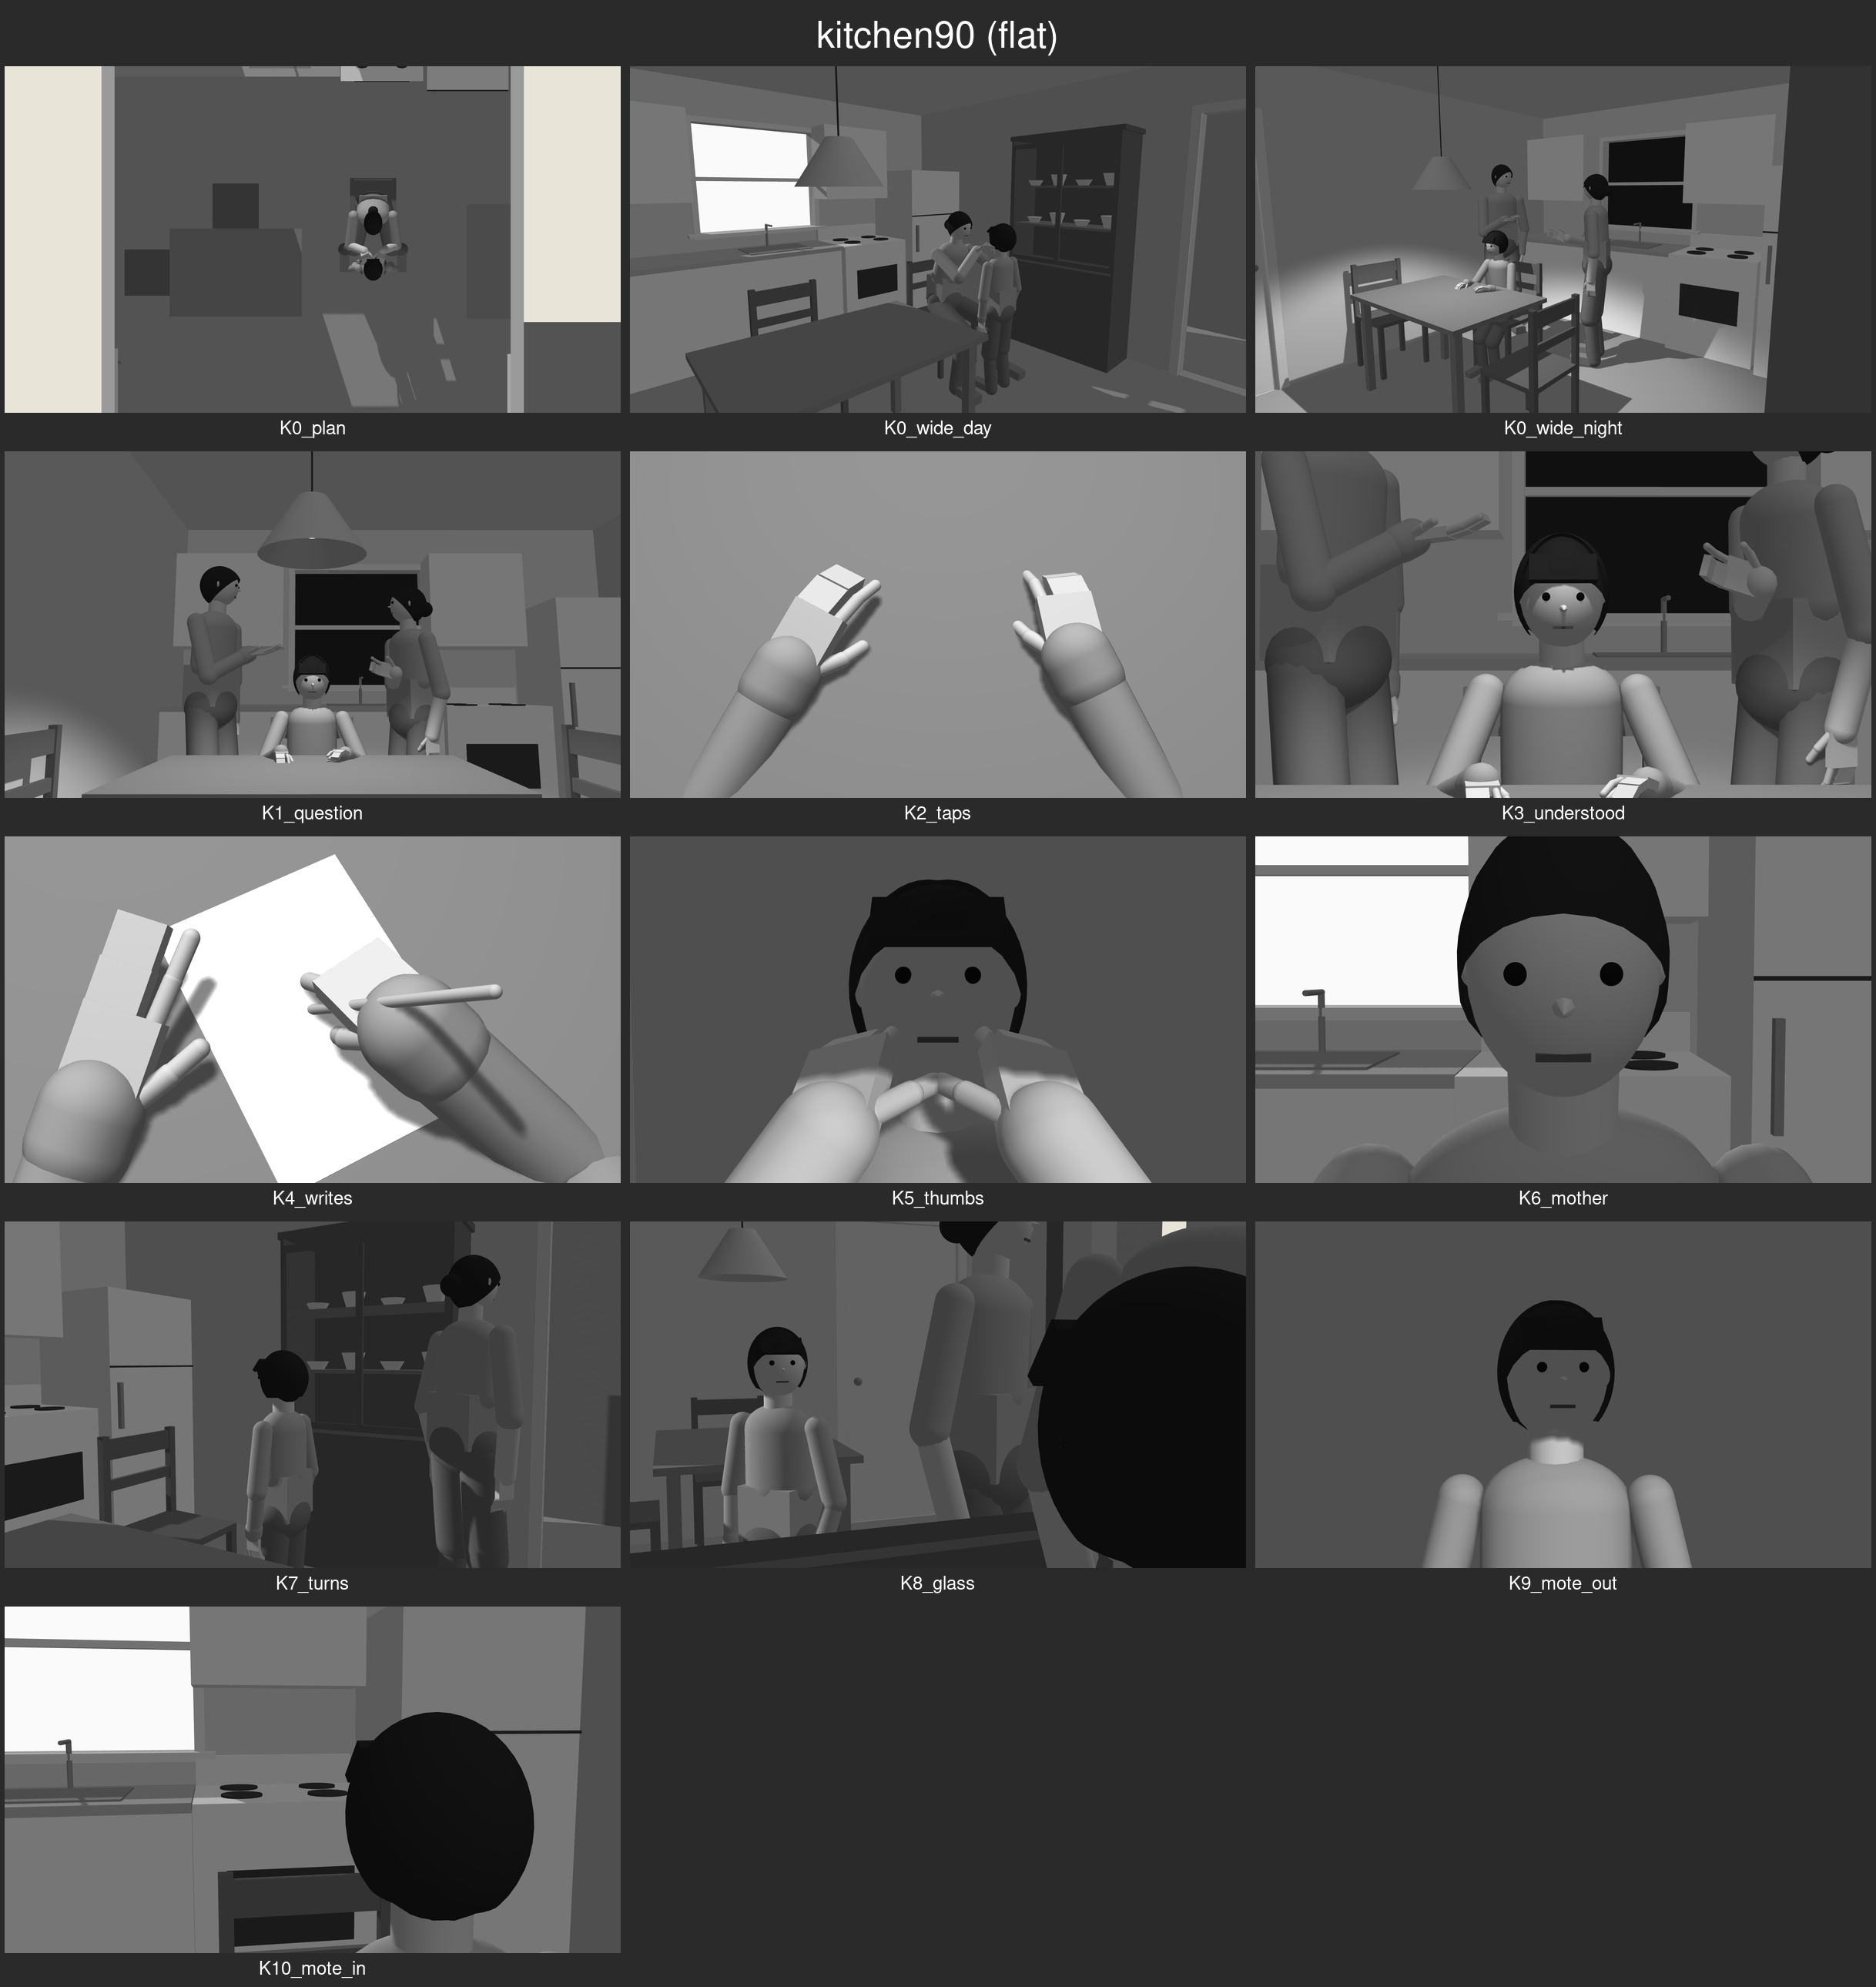 kitchen90 (flat)
K0_plan
K0_wide_day
K0_wide_night
K1_question
K2_taps
K3_understood
K4_writes
K5_thumbs
K6_mother
K7_turns
K8_glass
K9_mote_out
K10_mote_in